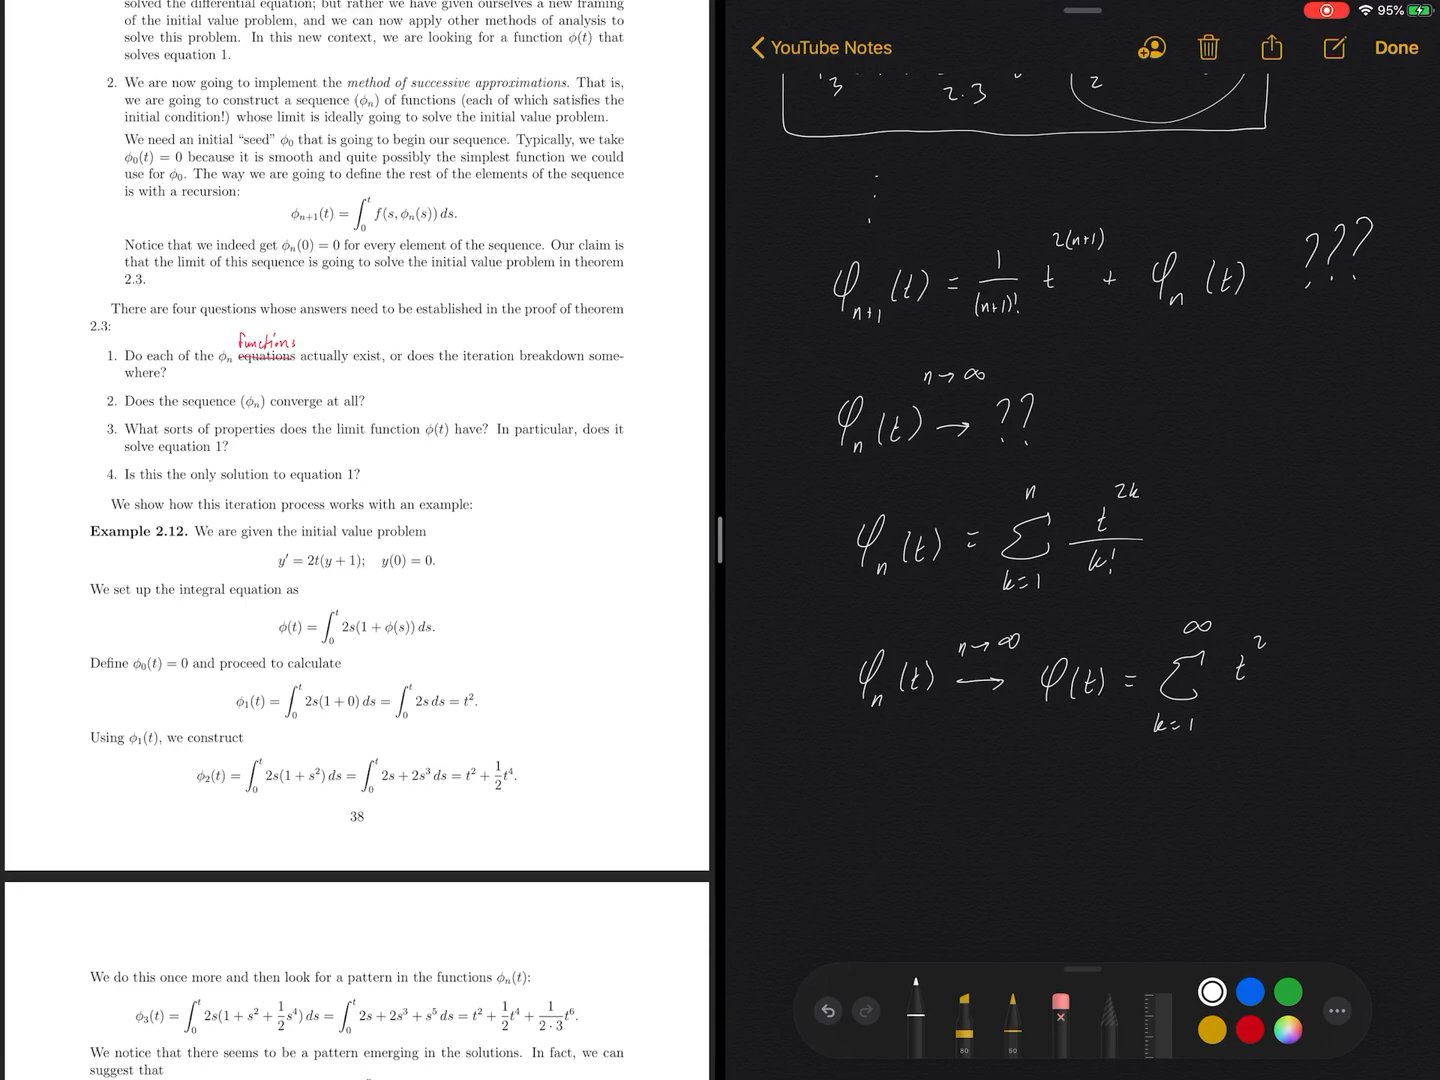 solved the differential equation; but rather we have given ourselves a new framing
of the initial value problem, and we can now apply other methods of analysis to
solve this problem. In this new context, we are looking for a function ϕ(t) that
solves equation 1.
2. We are now going to implement the method of successive approximations. That is,
we are going to construct a sequence (ϕₙ) of functions (each of which satisfies the
initial condition!) whose limit is ideally going to solve the initial value problem.
We need an initial “seed” ϕ₀ that is going to begin our sequence. Typically, we take
ϕ₀(t) = 0 because it is smooth and quite possibly the simplest function we could
use for ϕ₀. The way we are going to define the rest of the elements of the sequence
is with a recursion:
ϕₙ₊₁(t) = ∫₀ᵗ f(s, ϕₙ(s)) ds.
Notice that we indeed get ϕₙ(0) = 0 for every element of the sequence. Our claim is
that the limit of this sequence is going to solve the initial value problem in theorem
2.3.
There are four questions whose answers need to be established in the proof of theorem
2.3:
functions
1. Do each of the ϕₙ equations actually exist, or does the iteration breakdown some-
where?
2. Does the sequence (ϕₙ) converge at all?
3. What sorts of properties does the limit function ϕ(t) have? In particular, does it
solve equation 1?
4. Is this the only solution to equation 1?
We show how this iteration process works with an example:
Example 2.12. We are given the initial value problem
y′ = 2t(y + 1); y(0) = 0.
We set up the integral equation as
ϕ(t) = ∫₀ᵗ 2s(1 + ϕ(s)) ds.
Define ϕ₀(t) = 0 and proceed to calculate
ϕ₁(t) = ∫₀ᵗ 2s(1 + 0) ds = ∫₀ᵗ 2s ds = t².
Using ϕ₁(t), we construct
ϕ₂(t) = ∫₀ᵗ 2s(1 + s²) ds = ∫₀ᵗ 2s + 2s³ ds = t² + 1/2 t⁴.
38
We do this once more and then look for a pattern in the functions ϕₙ(t):
ϕ₃(t) = ∫₀ᵗ 2s(1 + s² + 1/2 s⁴) ds = ∫₀ᵗ 2s + 2s³ + s⁵ ds = t² + 1/2 t⁴ + 1/(2 · 3) t⁶.
We notice that there seems to be a pattern emerging in the solutions. In fact, we can
suggest that
95%
YouTube Notes
Done
3 2.3 2
⋮
φₙ₊₁(t) = 1/(n+1)! t^2(n+1) + φₙ(t) ???
n→∞
φₙ(t) → ??
φₙ(t) = ∑ₖ₌₁ⁿ t^2k / k!
φₙ(t) n→∞ ⟶ φ(t) = ∑ₖ₌₁^∞ t²
80
50